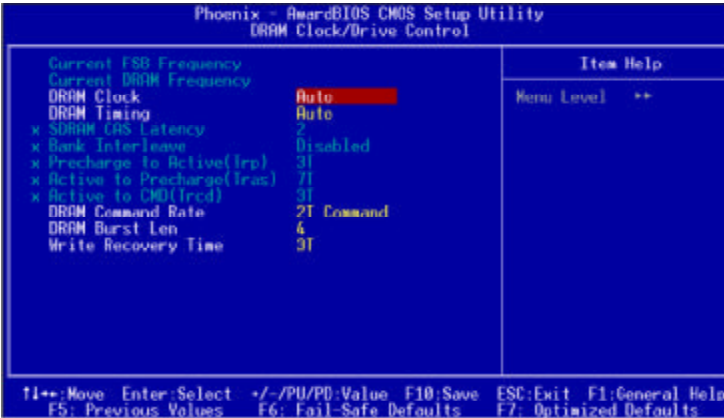 Phoenix - AwardBIOS CMOS Setup Utility
DRAM Clock/Drive Control
Current FSB Frequency
Current DRAM Frequency
DRAM Clock Auto
DRAM Timing Auto
x SDRAM CAS Latency 2
x Bank Interleave Disabled
x Precharge to Active(Trp) 3T
x Active to Precharge(Tras) 7T
x Active to CMD(Trcd) 3T
DRAM Command Rate 2T Command
DRAM Burst Len 4
Write Recovery Time 3T
Item Help
Menu Level ▸▸
↑↓→←:Move Enter:Select +/-/PU/PD:Value F10:Save ESC:Exit F1:General Help
F5: Previous Values F6: Fail-Safe Defaults F7: Optimized Defaults